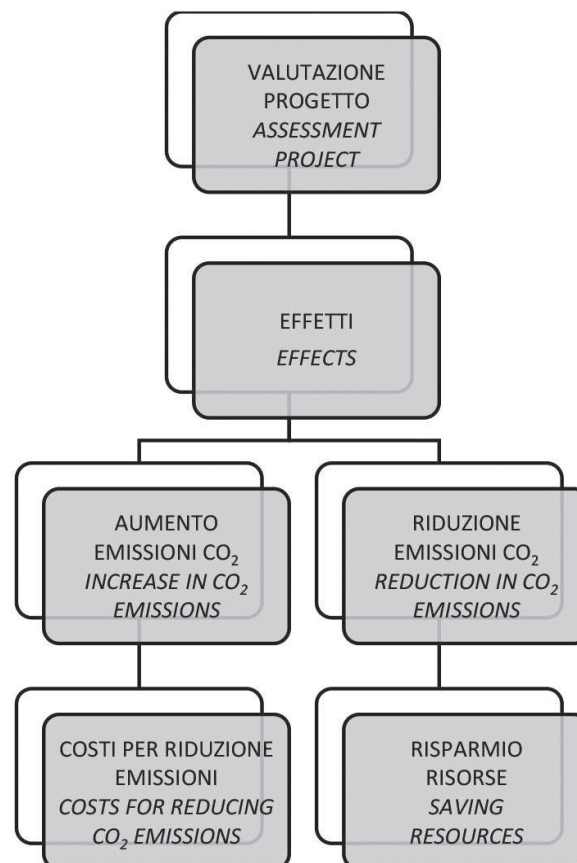 VALUTAZIONE
PROGETTO
ASSESSMENT
PROJECT
EFFETTI
EFFECTS
AUMENTO
EMISSIONI CO₂
INCREASE IN CO₂
EMISSIONS
RIDUZIONE
EMISSIONI CO₂
REDUCTION IN CO₂
EMISSIONS
COSTI PER RIDUZIONE
EMISSIONI
COSTS FOR REDUCING
CO₂ EMISSIONS
RISPARMIO
RISORSE
SAVING
RESOURCES